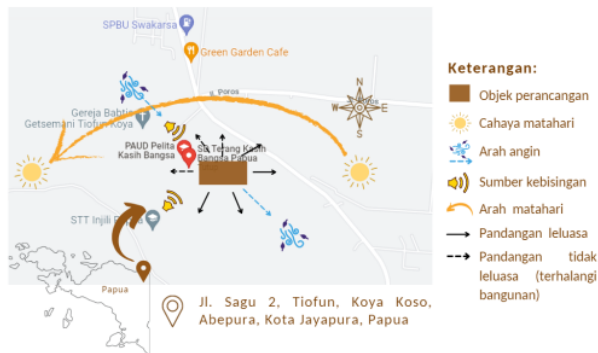 SPBU Swakarsa
Green Garden Cafe
Poros
N
W
E
S
Gereja Babtis
Getsemani Tiofun Koya
PAUD Pelita
Kasih Bangsa
SD Terang Kasih
Bangsa Papua
STT Injili
Papua
Jl. Sagu 2, Tiofun, Koya Koso,
Abepura, Kota Jayapura, Papua
Keterangan:
Objek perancangan
Cahaya matahari
Arah angin
Sumber kebisingan
Arah matahari
Pandangan leluasa
Pandangan tidak
leluasa (terhalangi
bangunan)